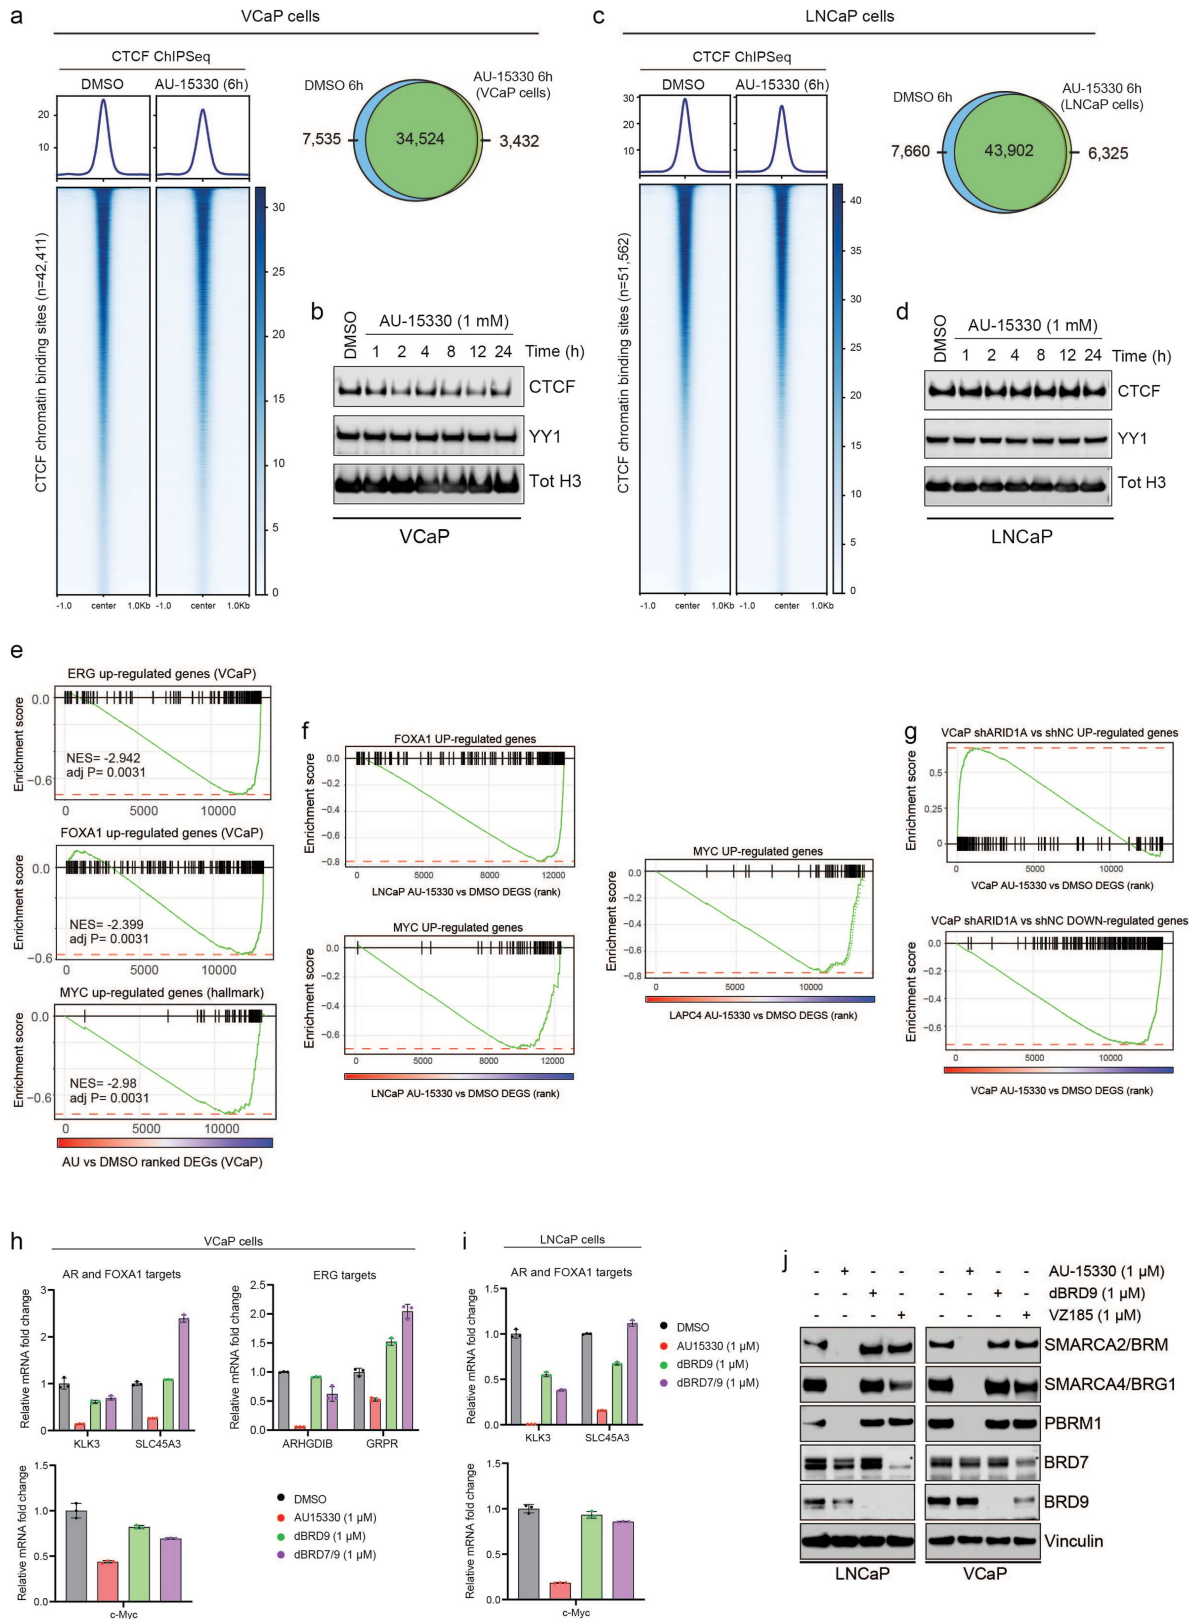 a
VCaP cells
CTCF ChIPSeq
DMSO
AU-15330 (6h)
20
10
CTCF chromatin binding sites (n=42,411)
30
25
20
15
10
5
0
-1.0 center 1.0Kb -1.0 center 1.0Kb
DMSO 6h
AU-15330 6h
(VCaP cells)
7,535
34,524
3,432
b
DMSO
AU-15330 (1 mM)
1 2 4 8 12 24 Time (h)
CTCF
YY1
Tot H3
VCaP
c
LNCaP cells
CTCF ChIPSeq
DMSO
AU-15330 (6h)
30
20
10
CTCF chromatin binding sites (n=51,562)
40
35
30
25
20
15
10
5
0
-1.0 center 1.0Kb -1.0 center 1.0Kb
DMSO 6h
AU-15330 6h
(LNCaP cells)
7,660
43,902
6,325
d
DMSO
AU-15330 (1 mM)
1 2 4 8 12 24 Time (h)
CTCF
YY1
Tot H3
LNCaP
e
ERG up-regulated genes (VCaP)
Enrichment score
0.0
−0.6
NES= -2.942
adj P= 0.0031
0 5000 10000
FOXA1 up-regulated genes (VCaP)
Enrichment score
0.0
−0.6
NES= -2.399
adj P= 0.0031
0 5000 10000
MYC up-regulated genes (hallmark)
Enrichment score
0.0
−0.6
NES= -2.98
adj P= 0.0031
0 5000 10000
AU vs DMSO ranked DEGs (VCaP)
f
FOXA1 UP-regulated genes
Enrichment score
0.0
−0.2
−0.4
−0.6
−0.8
0 5000 10000 12000
LNCaP AU-15330 vs DMSO DEGS (rank)
MYC UP-regulated genes
Enrichment score
0.0
−0.2
−0.4
−0.6
0 5000 9000 12000
LNCaP AU-15330 vs DMSO DEGS (rank)
MYC UP-regulated genes
Enrichment score
0.0
−0.2
−0.4
−0.6
−0.8
0 5000 10000
LAPC4 AU-15330 vs DMSO DEGS (rank)
g
VCaP shARID1A vs shNC UP-regulated genes
Enrichment score
0.5
0.25
0
0 5000 10000
VCaP AU-15330 vs DMSO DEGS (rank)
VCaP shARID1A vs shNC DOWN-regulated genes
Enrichment score
0.0
−0.2
−0.4
−0.6
0 5000 10000
VCaP AU-15330 vs DMSO DEGS (rank)
h
VCaP cells
AR and FOXA1 targets
Relative mRNA fold change
3
2
1
0
KLK3 SLC45A3
ERG targets
Relative mRNA fold change
2.5
2.0
1.5
1.0
0.5
0.0
ARHGDIB GRPR
Relative mRNA fold change
1.5
1.0
0.5
0.0
c-Myc
DMSO
AU15330 (1 µM)
dBRD9 (1 µM)
dBRD7/9 (1 µM)
i
LNCaP cells
AR and FOXA1 targets
Relative mRNA fold change
1.5
1.0
0.5
0.0
KLK3 SLC45A3
DMSO
AU15330 (1 µM)
dBRD9 (1 µM)
dBRD7/9 (1 µM)
Relative mRNA fold change
1.5
1.0
0.5
0.0
c-Myc
j
- + - - - + - - AU-15330 (1 µM)
- - + - - - + - dBRD9 (1 µM)
- - - + - - - + VZ185 (1 µM)
SMARCA2/BRM
SMARCA4/BRG1
PBRM1
BRD7
BRD9
Vinculin
LNCaP
VCaP